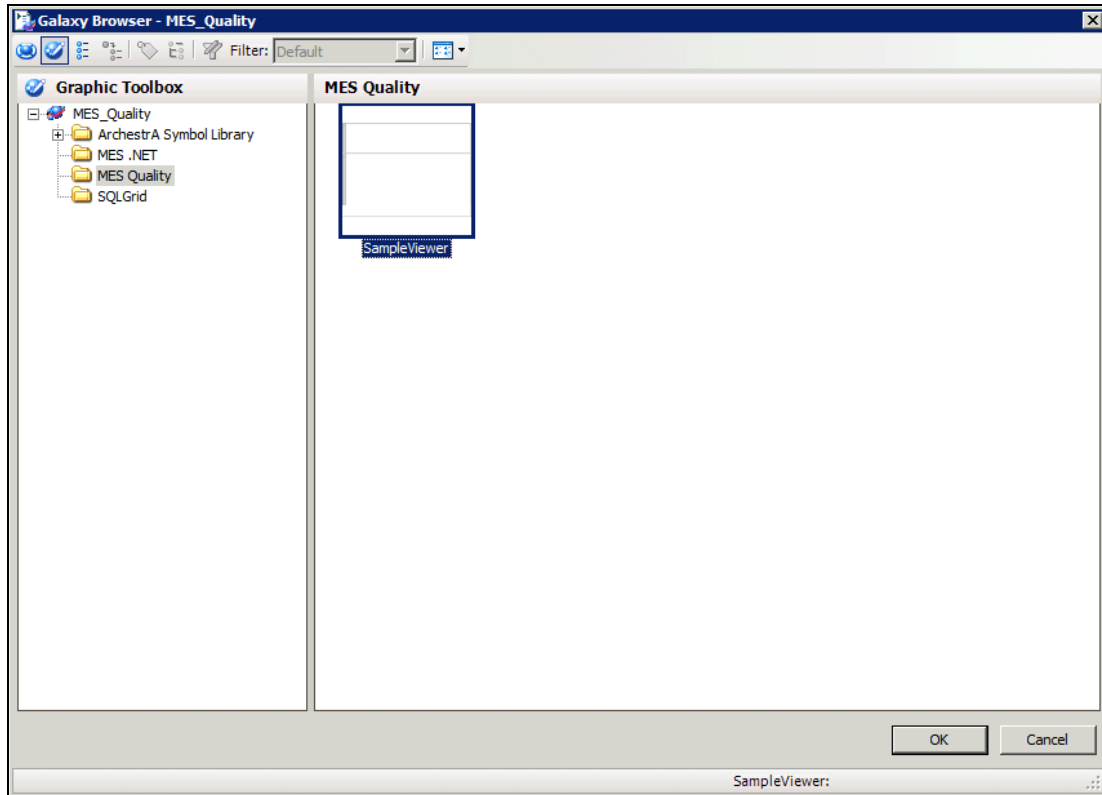 Galaxy Browser - MES_Quality
Filter: Default
Graphic Toolbox
MES Quality
MES_Quality
ArchestrA Symbol Library
MES .NET
MES Quality
SQLGrid
SampleViewer
OK
Cancel
SampleViewer: